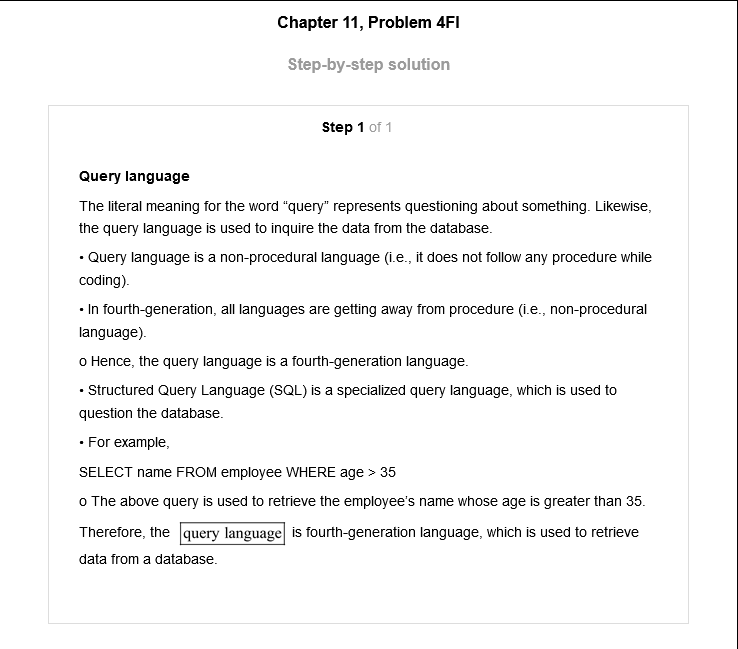 Chapter 11, Problem 4FI
Step-by-step solution
Step 1 of 1
Query language
The literal meaning for the word “query” represents questioning about something. Likewise,
the query language is used to inquire the data from the database.
• Query language is a non-procedural language (i.e., it does not follow any procedure while
coding).
• In fourth-generation, all languages are getting away from procedure (i.e., non-procedural
language).
o Hence, the query language is a fourth-generation language.
• Structured Query Language (SQL) is a specialized query language, which is used to
question the database.
• For example,
SELECT name FROM employee WHERE age > 35
o The above query is used to retrieve the employee’s name whose age is greater than 35.
Therefore, the query language is fourth-generation language, which is used to retrieve
data from a database.